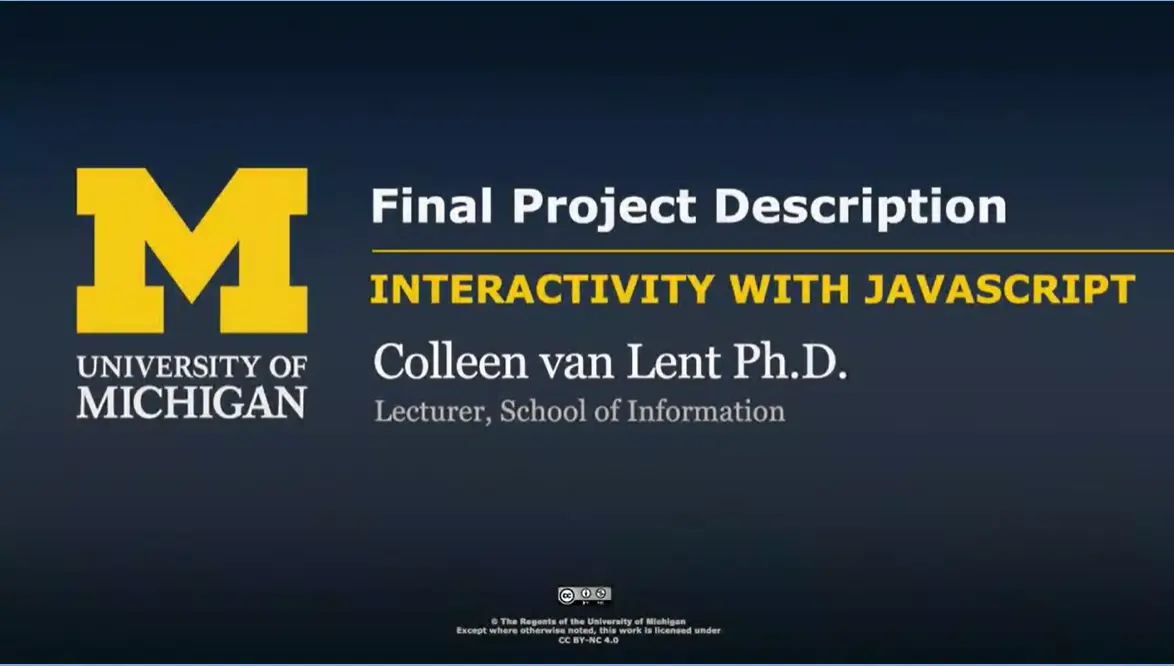 M
UNIVERSITY OF
MICHIGAN
Final Project Description
INTERACTIVITY WITH JAVASCRIPT
Colleen van Lent Ph.D.
Lecturer, School of Information
© The Regents of the University of Michigan
Except where otherwise noted, this work is licensed under
CC BY-NC 4.0